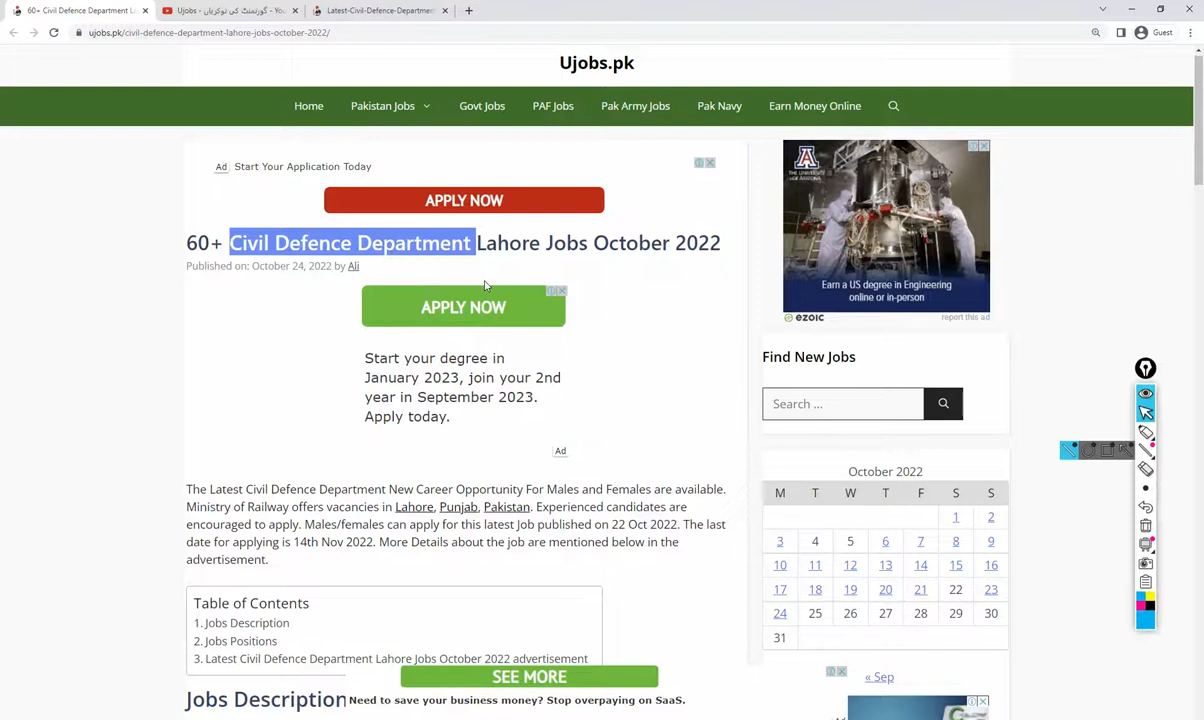 60+ Civil Defence Department La
Ujobs - گورنمنٹ کی نوکریاں - You
Latest-Civil-Defence-Department
ujobs.pk/civil-defence-department-lahore-jobs-october-2022/
Guest
Ujobs.pk
Home Pakistan Jobs Govt Jobs PAF Jobs Pak Army Jobs Pak Navy Earn Money Online
Ad Start Your Application Today
APPLY NOW
60+ Civil Defence Department Lahore Jobs October 2022
Published on: October 24, 2022 by Ali
APPLY NOW
Start your degree in
January 2023, join your 2nd
year in September 2023.
Apply today.
Ad
The Latest Civil Defence Department New Career Opportunity For Males and Females are available.
Ministry of Railway offers vacancies in Lahore, Punjab, Pakistan. Experienced candidates are
encouraged to apply. Males/females can apply for this latest Job published on 22 Oct 2022. The last
date for applying is 14th Nov 2022. More Details about the job are mentioned below in the
advertisement.
Table of Contents
1. Jobs Description
2. Jobs Positions
3. Latest Civil Defence Department Lahore Jobs October 2022 advertisement
SEE MORE
Jobs Description
Need to save your business money? Stop overpaying on SaaS.
A
Earn a US degree in Engineering
online or in-person
ezoic report this ad
Find New Jobs
Search ...
October 2022
M T W T F S S
1 2
3 4 5 6 7 8 9
10 11 12 13 14 15 16
17 18 19 20 21 22 23
24 25 26 27 28 29 30
31
« Sep
Ad